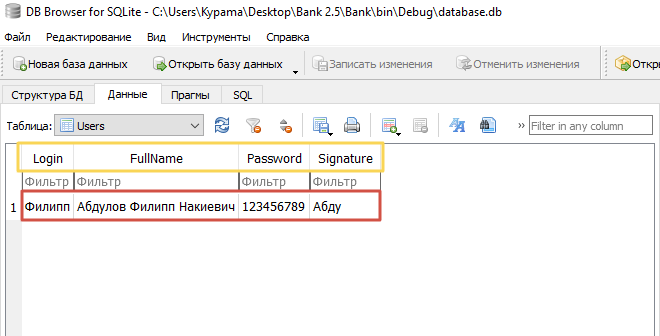 DB Browser for SQLite - C:\Users\Kypama\Desktop\Bank 2.5\Bank\bin\Debug\database.db
Файл Редактирование Вид Инструменты Справка
Новая база данных Открыть базу данных Записать изменения Отменить изменения
Структура БД Данные Прагмы SQL
Таблица: Users » Filter in any column
Login FullName Password Signature
Фильтр Фильтр Фильтр Фильтр
1 Филипп Абдулов Филипп Накиевич 123456789 Абду